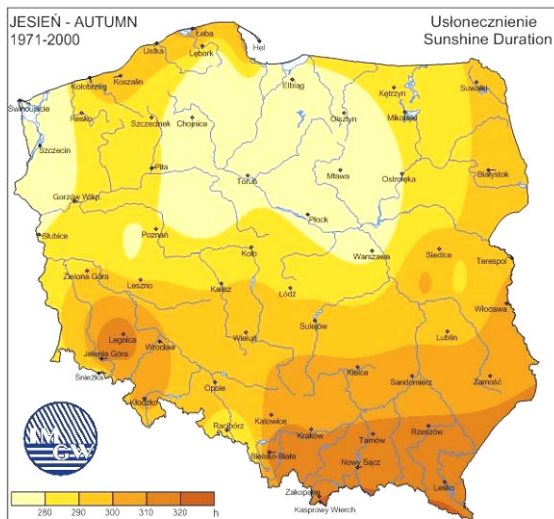 JESIEŃ - AUTUMN
1971-2000
Usłonecznienie
Sunshine Duration
Łeba
Hel
Ustka
Lębork
Koszalin
Kołobrzeg
Elbląg
Kętrzyn
Suwałki
Świnoujście
Resko
Szczecinek
Chojnice
Olsztyn
Mikołajki
Szczecin
Piła
Toruń
Mława
Ostrołęka
Białystok
Gorzów Wlkp.
Płock
Słubice
Poznań
Koło
Warszawa
Siedlce
Terespol
Zielona Góra
Leszno
Kalisz
Łódź
Włodawa
Legnica
Wrocław
Wieluń
Sulejów
Lublin
Jelenia Góra
Śnieżka
Opole
Kielce
Sandomierz
Zamość
Kłodzko
Racibórz
Katowice
Kraków
Tarnów
Rzeszów
Bielsko-Biała
Nowy Sącz
Lesko
Zakopane
Kasprowy Wierch
IMGW
280 290 300 310 320 h